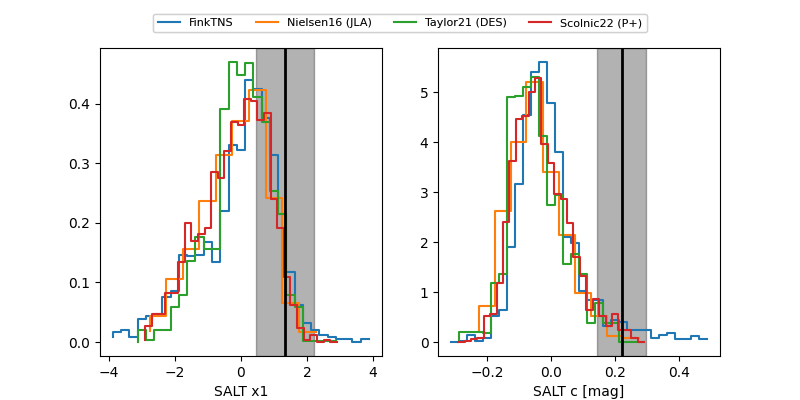 FinkTNS Nielsen16 (JLA) Taylor21 (DES) Scolnic22 (P+)
0.4
0.3
0.2
0.1
0.0
−4 −2 0 2 4
SALT x1
5
4
3
2
1
0
−0.2 0.0 0.2 0.4
SALT c [mag]